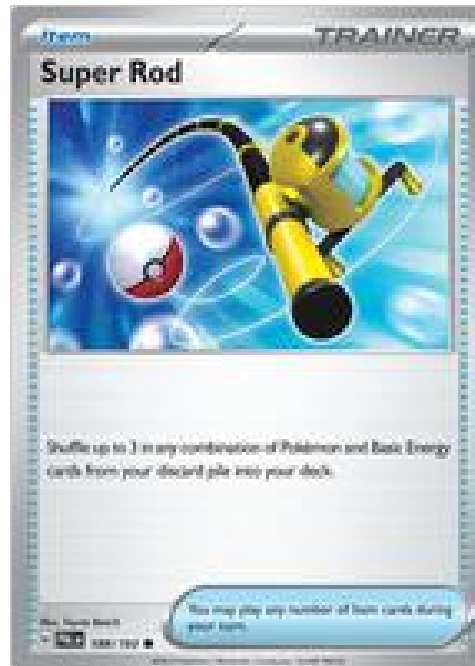 Item TRAINER
Super Rod
Shuffle up to 3 in any combination of Pokémon and Basic Energy
cards from your discard pile into your deck.
You may play any number of Item cards during
your turn.